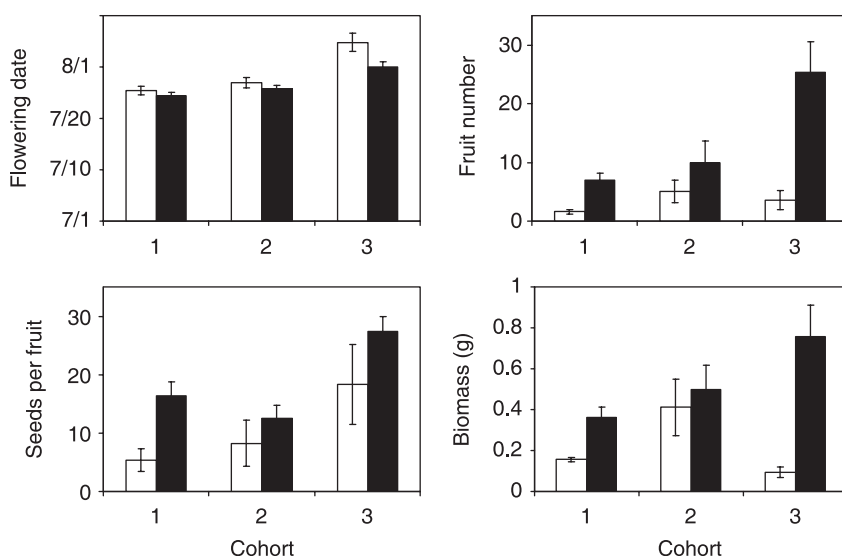 Flowering date
8/1
7/20
7/10
7/1
1 2 3
Fruit number
30
20
10
0
1 2 3
Seeds per fruit
30
20
10
0
1 2 3
Cohort
Biomass (g)
1
0.8
0.6
0.4
0.2
0
1 2 3
Cohort